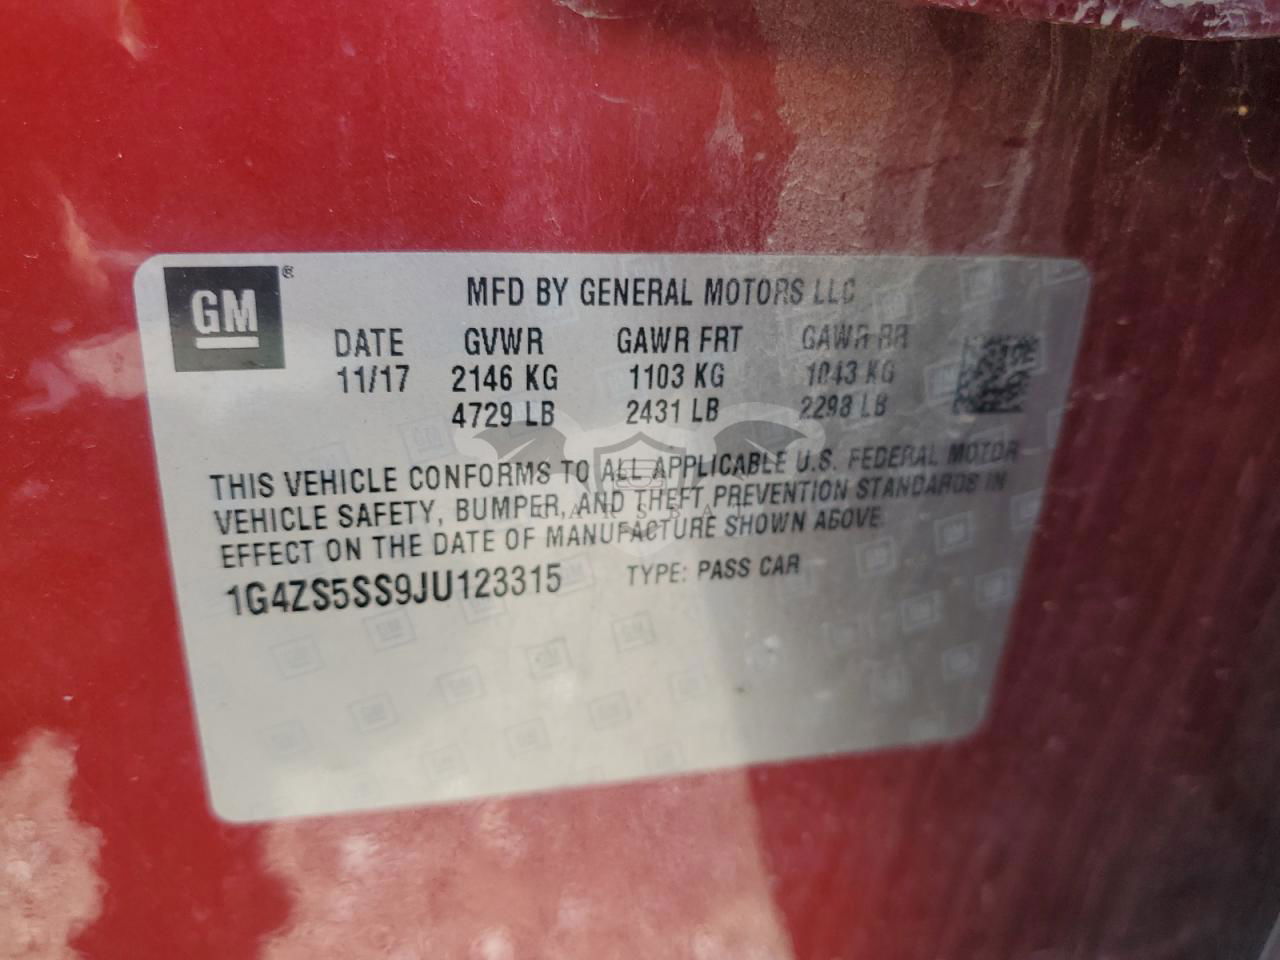 GM ®
MFD BY GENERAL MOTORS LLC
DATE GVWR GAWR FRT GAWR RR
11/17 2146 KG 1103 KG 1043 KG
4729 LB 2431 LB 2298 LB
THIS VEHICLE CONFORMS TO ALL APPLICABLE U.S. FEDERAL MOTOR
VEHICLE SAFETY, BUMPER, AND THEFT PREVENTION STANDARDS IN
EFFECT ON THE DATE OF MANUFACTURE SHOWN ABOVE
1G4ZS5SS9JU123315 TYPE: PASS CAR